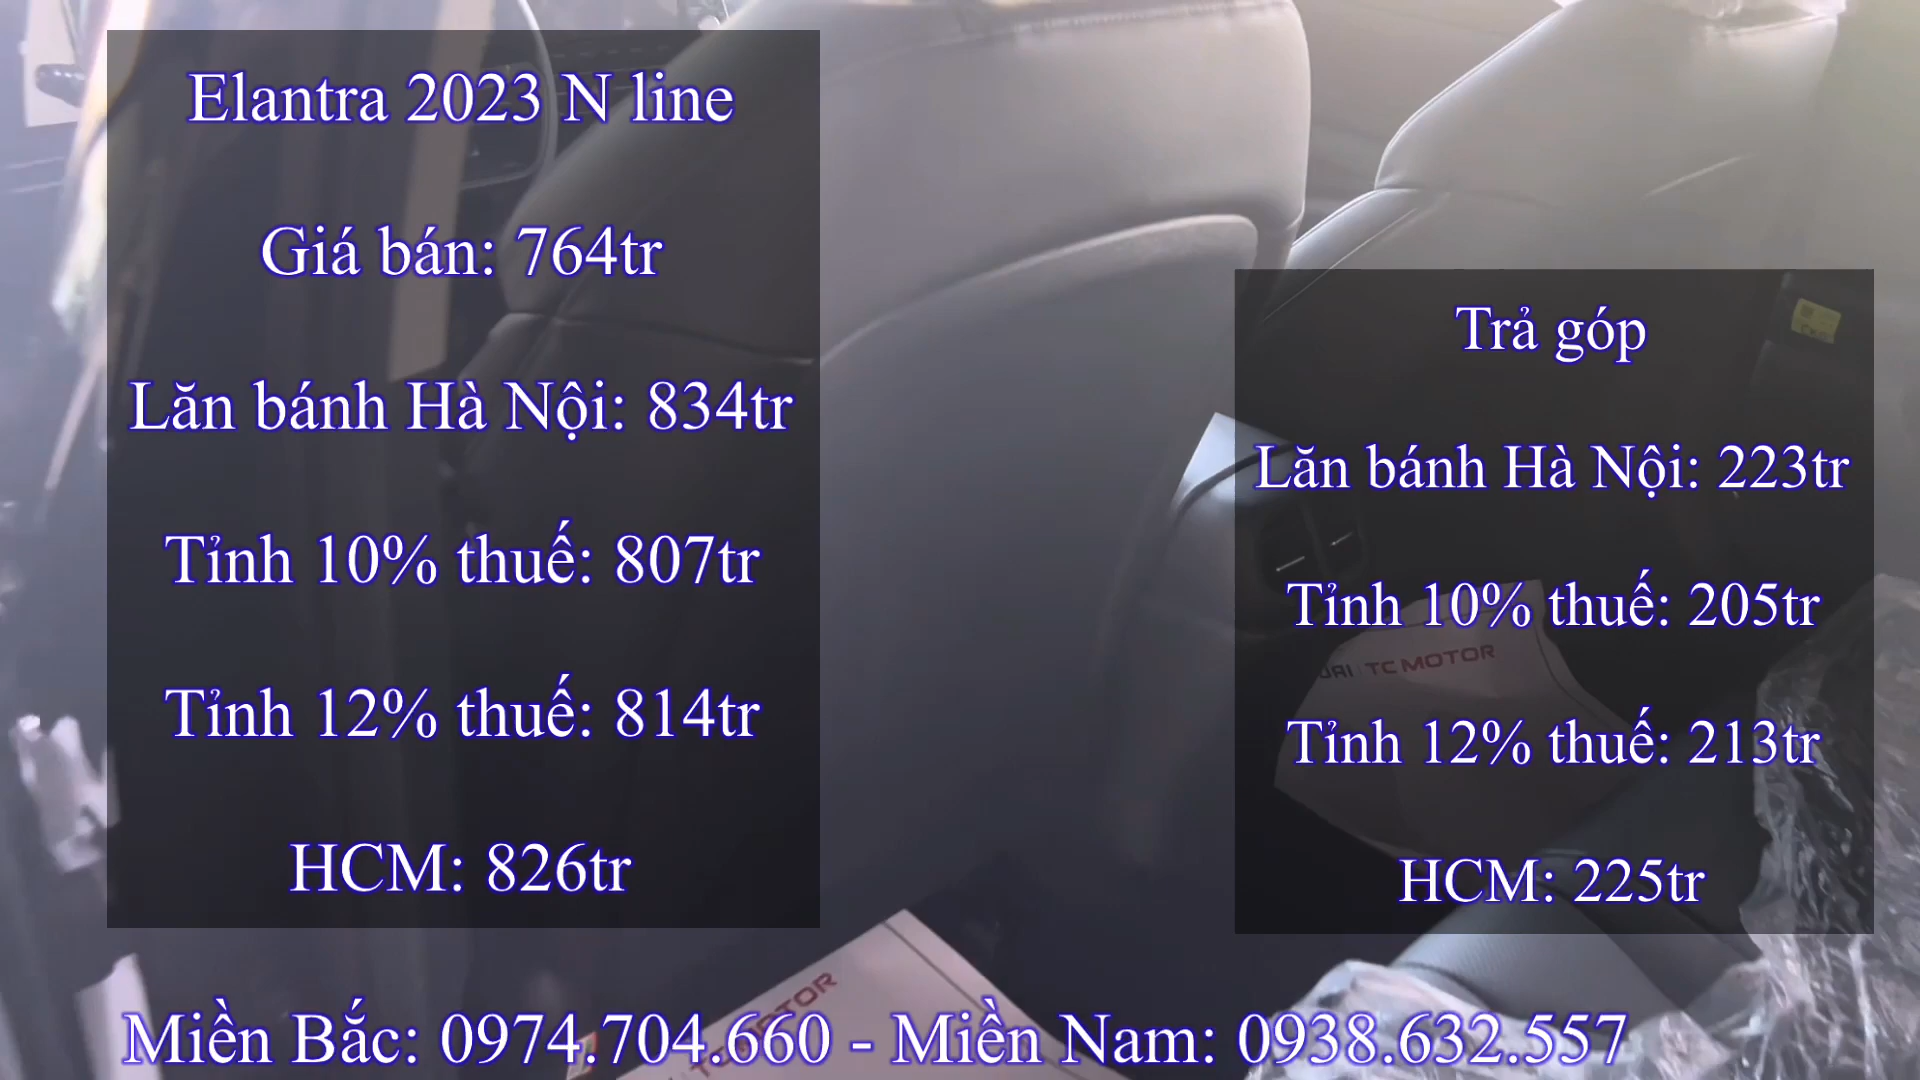 Elantra 2023 N line
Giá bán: 764tr
Lăn bánh Hà Nội: 834tr
Tỉnh 10% thuế: 807tr
Tỉnh 12% thuế: 814tr
HCM: 826tr
Trả góp
Lăn bánh Hà Nội: 223tr
Tỉnh 10% thuế: 205tr
TC MOTOR
Tỉnh 12% thuế: 213tr
HCM: 225tr
Miền Bắc: 0974.704.660 - Miền Nam: 0938.632.557
TC MOTOR